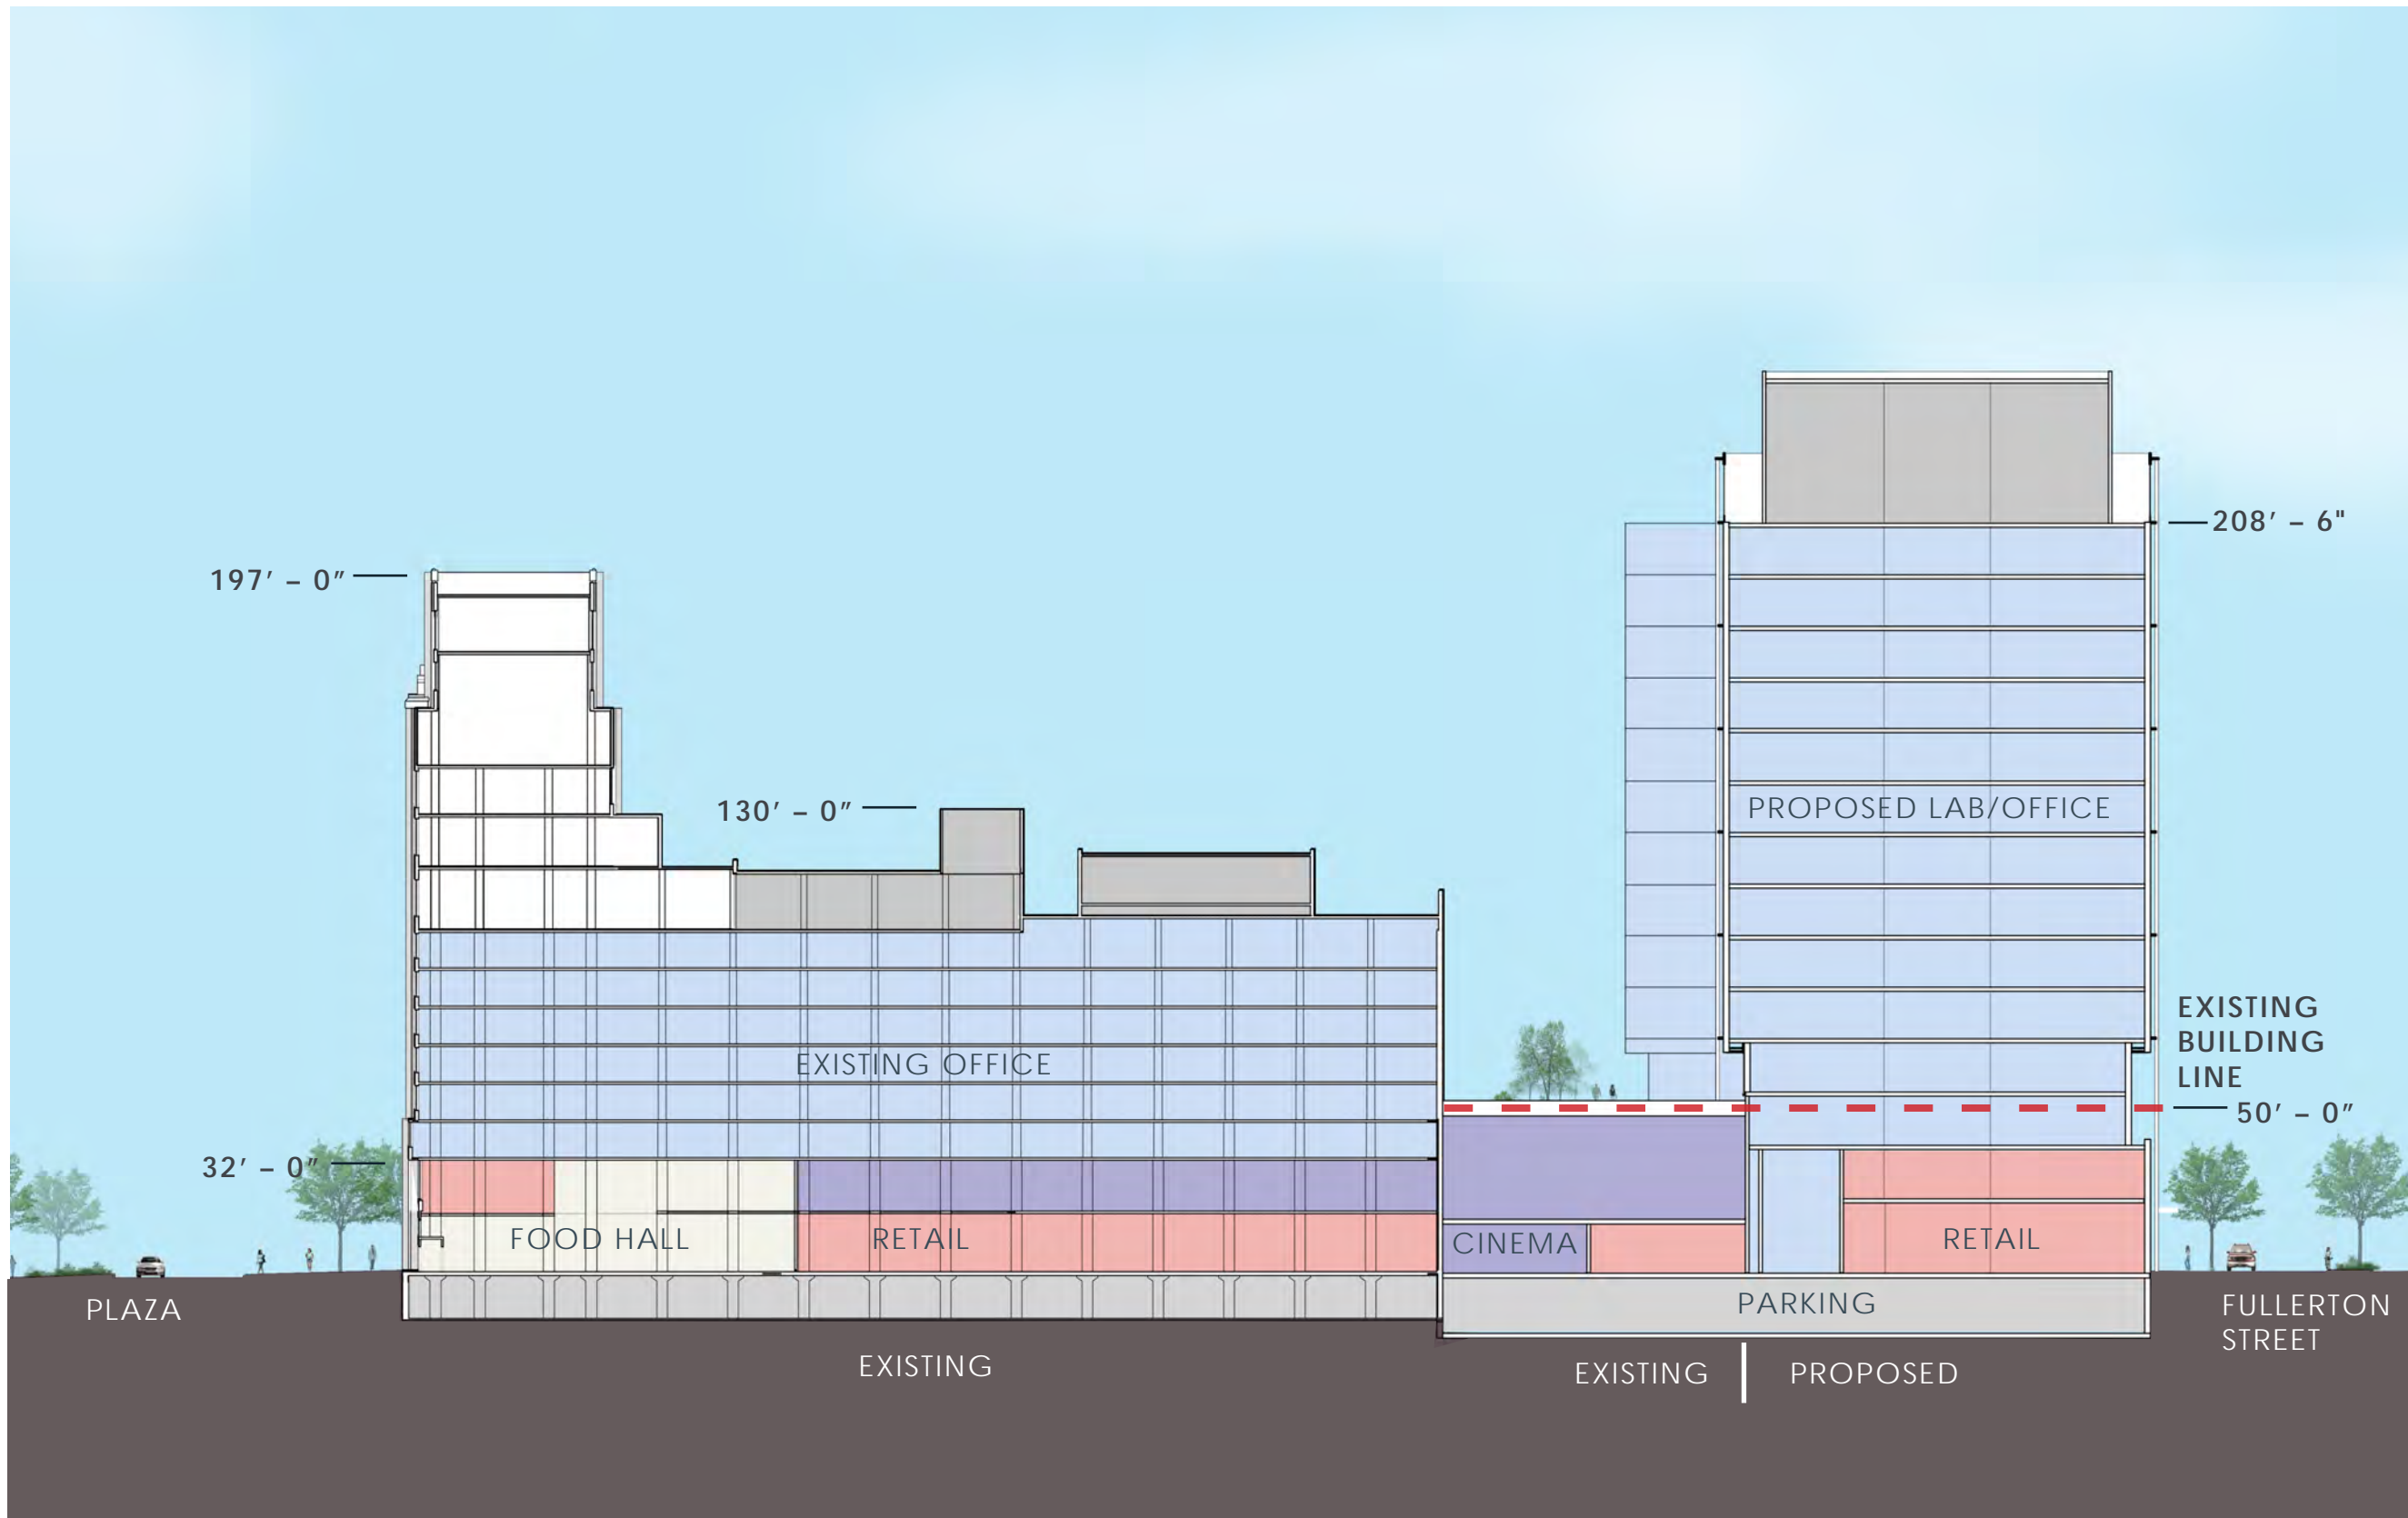 208’ – 6"
197’ – 0”
130’ – 0”
PROPOSED LAB/OFFICE
EXISTING
BUILDING
LINE
EXISTING OFFICE
50’ – 0”
32’ – 0”
FOOD HALL
RETAIL
CINEMA
RETAIL
PLAZA
PARKING
FULLERTON
STREET
EXISTING
EXISTING
PROPOSED